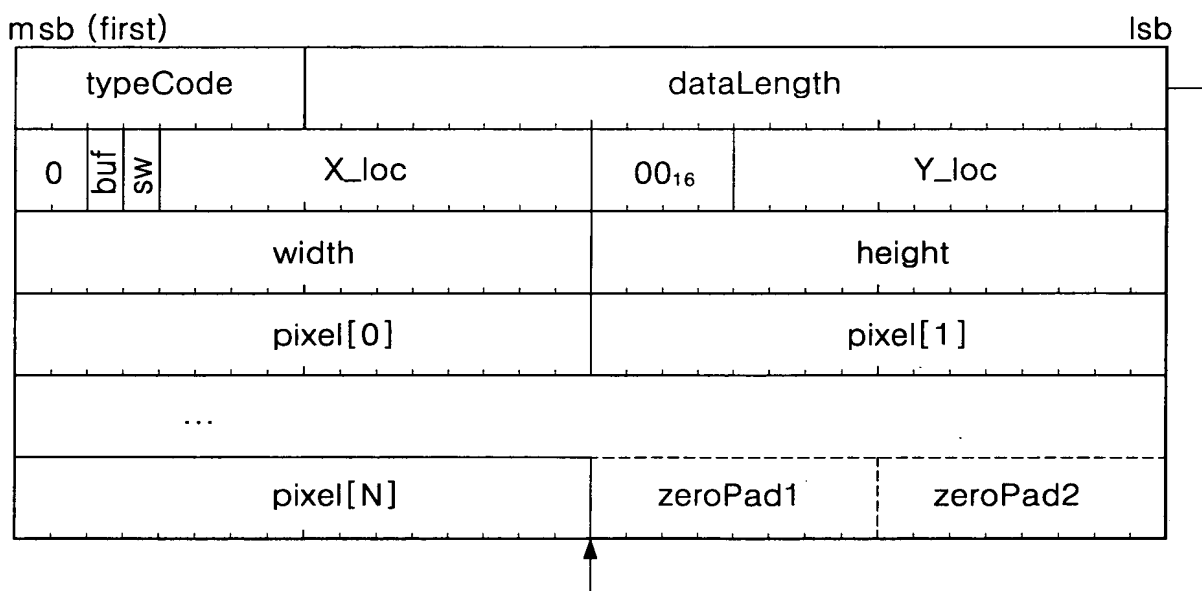 msb (first) lsb
typeCode dataLength
0 buf sw X_loc 00₁₆ Y_loc
width height
pixel[0] pixel[1]
...
pixel[N] zeroPad1 zeroPad2